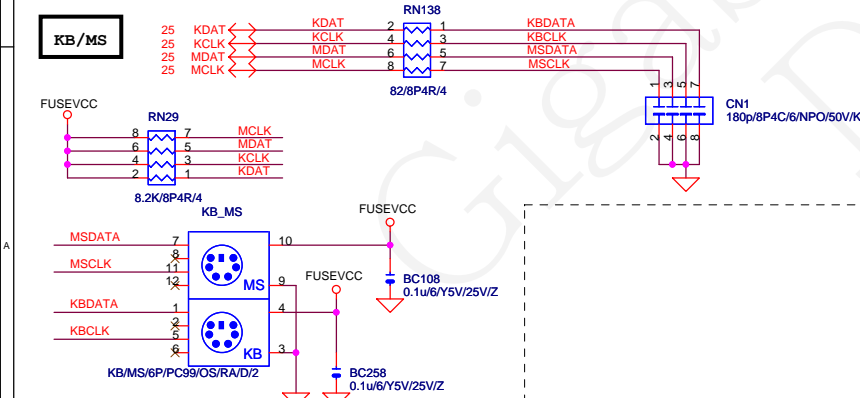 KB/MS
RN138
25 KDAT KDAT 2 1 KBDATA
25 KCLK KCLK 4 3 KBCLK
25 MDAT MDAT 6 5 MSDATA
25 MCLK MCLK 8 7 MSCLK
82/8P4R/4
1 3 5 7
CN1
180p/8P4C/6/NPO/50V/K
2 4 6 8
FUSEVCC
RN29
8 7 MCLK
6 5 MDAT
4 3 KCLK
2 1 KDAT
8.2K/8P4R/4
KB_MS
FUSEVCC
MSDATA 7 10
8
MSCLK 11
12 MS 9
BC108
0.1u/6/Y5V/25V/Z
FUSEVCC
KBDATA 1 4
2
KBCLK 5
6 KB 3
KB/MS/6P/PC99/OS/RA/D/2
BC258
0.1u/6/Y5V/25V/Z
A